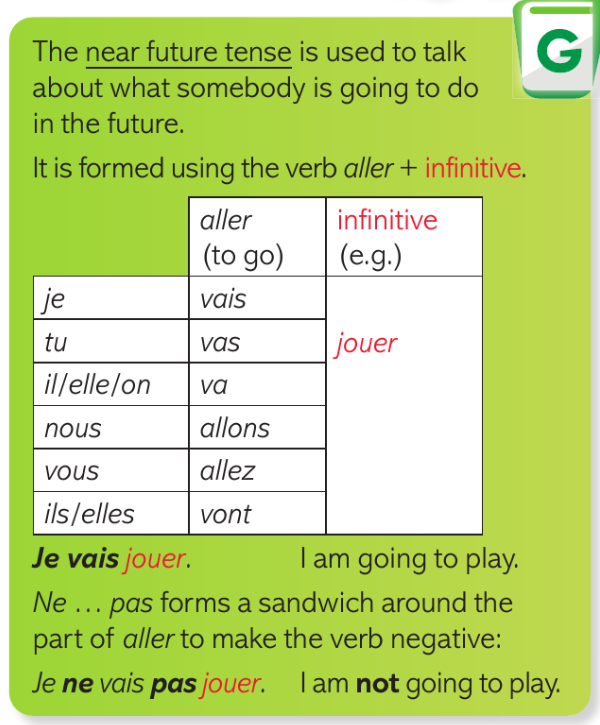 G
The near future tense is used to talk
about what somebody is going to do
in the future.
It is formed using the verb aller + infinitive.
aller infinitive
(to go) (e.g.)
je vais
tu vas jouer
il/elle/on va
nous allons
vous allez
ils/elles vont
Je vais jouer. I am going to play.
Ne … pas forms a sandwich around the
part of aller to make the verb negative:
Je ne vais pas jouer. I am not going to play.